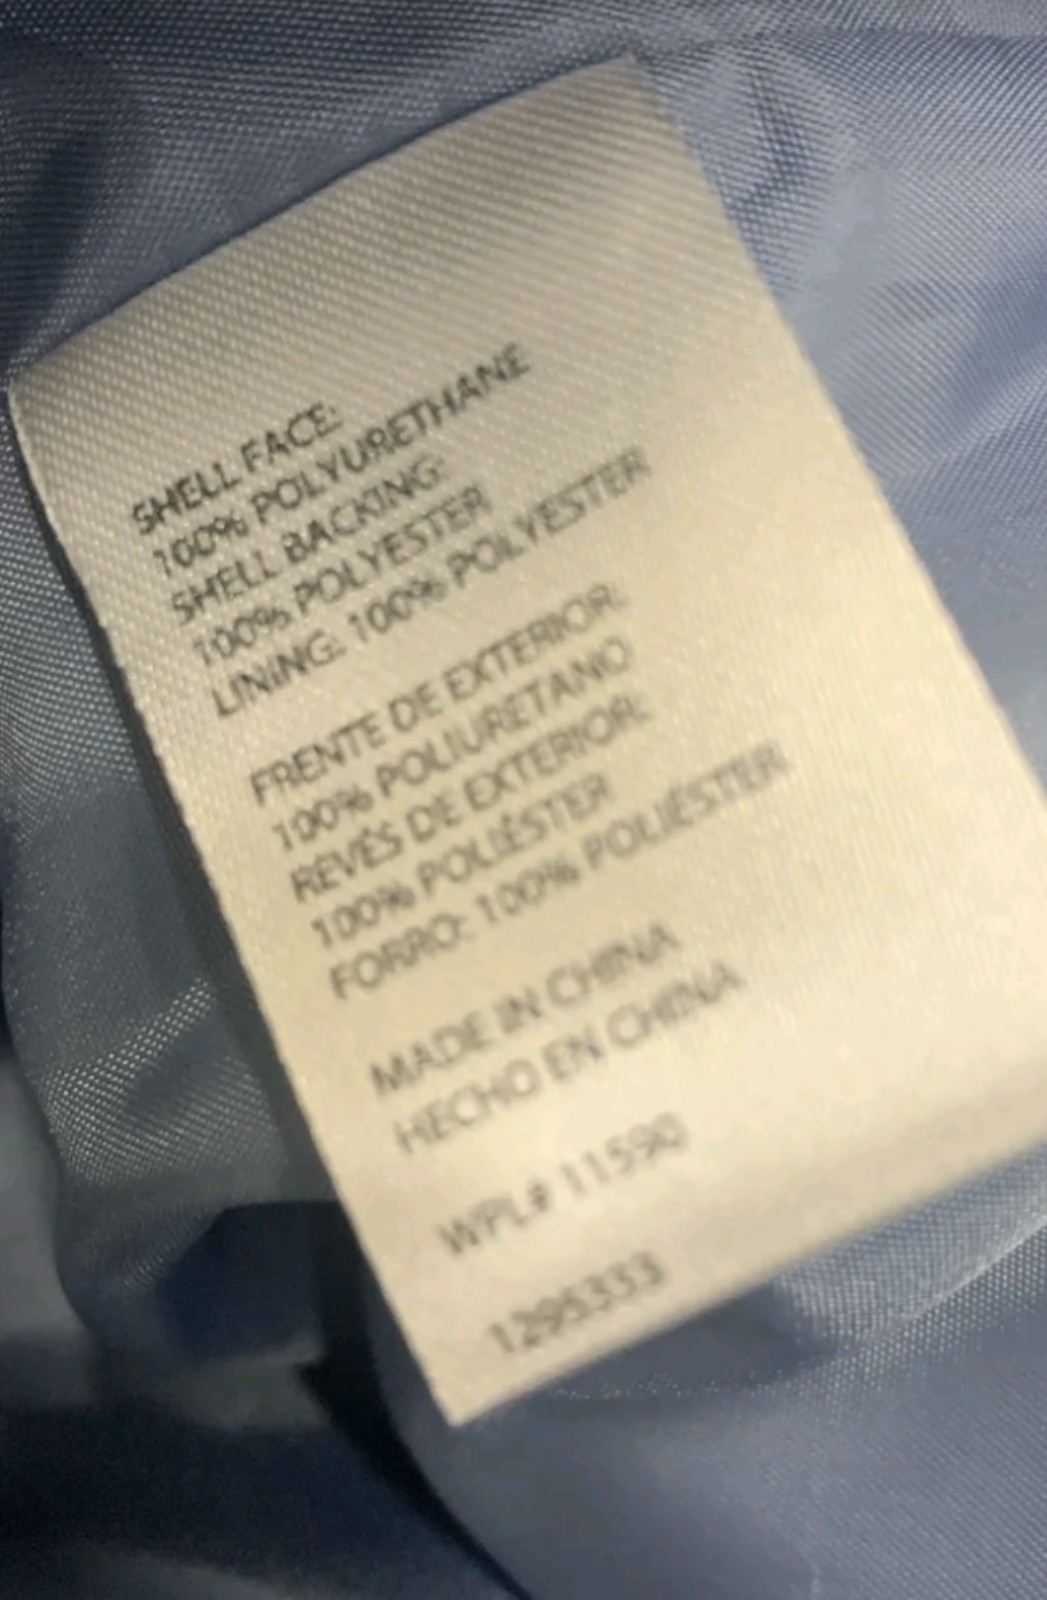 SHELL FACE:
100% POLYURETHANE
SHELL BACKING:
100% POLYESTER
LINING: 100% POLYESTER
FRENTE DE EXTERIOR:
100% POLIURETANO
REVÉS DE EXTERIOR:
100% POLIÉSTER
FORRO: 100% POLIÉSTER
MADE IN CHINA
HECHO EN CHINA
WPL# 11590
1295333